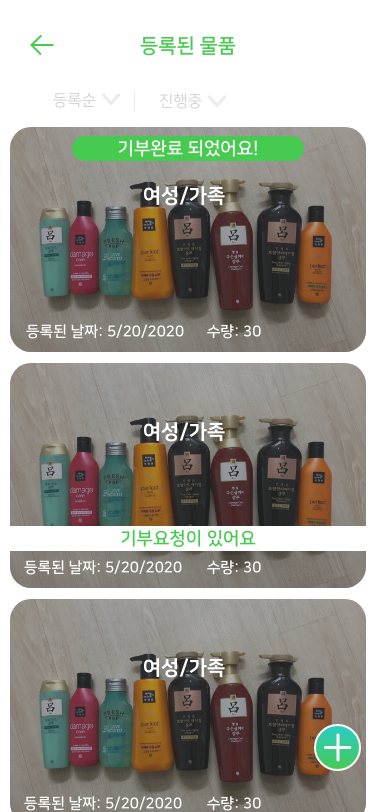 등록된 물품
등록순
진행중
기부완료 되었어요!
여성/가족
등록된 날짜: 5/20/2020 수량: 30
여성/가족
기부요청이 있어요
등록된 날짜: 5/20/2020 수량: 30
여성/가족
등록된 날짜: 5/20/2020 수량: 30